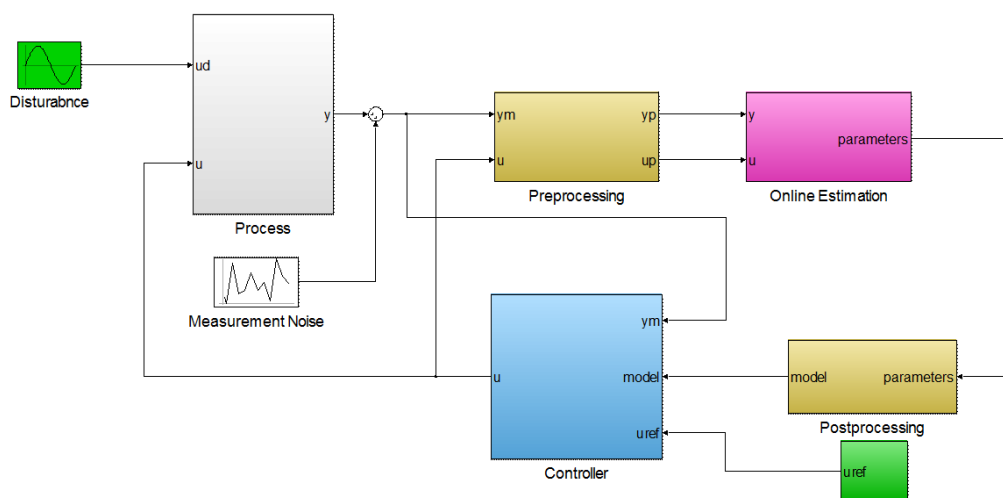 Disturabnce
ud
u
y
Process
Measurement Noise
ym
u
yp
up
Preprocessing
y
u
parameters
Online Estimation
ym
model
uref
u
Controller
model
parameters
Postprocessing
uref